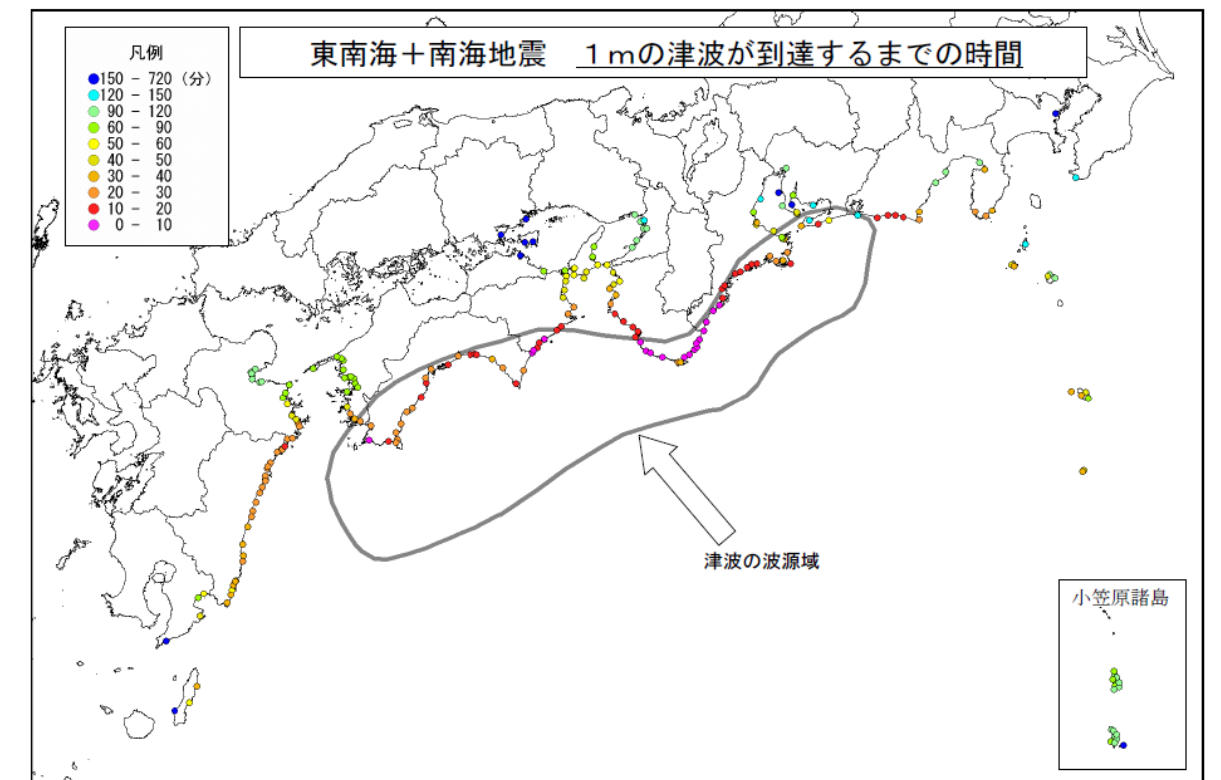 東南海＋南海地震　１ｍの津波が到達するまでの時間
凡例
150 － 720（分）
120 － 150
90 － 120
60 － 90
50 － 60
40 － 50
30 － 40
20 － 30
10 － 20
0 － 10
津波の波源域
小笠原諸島